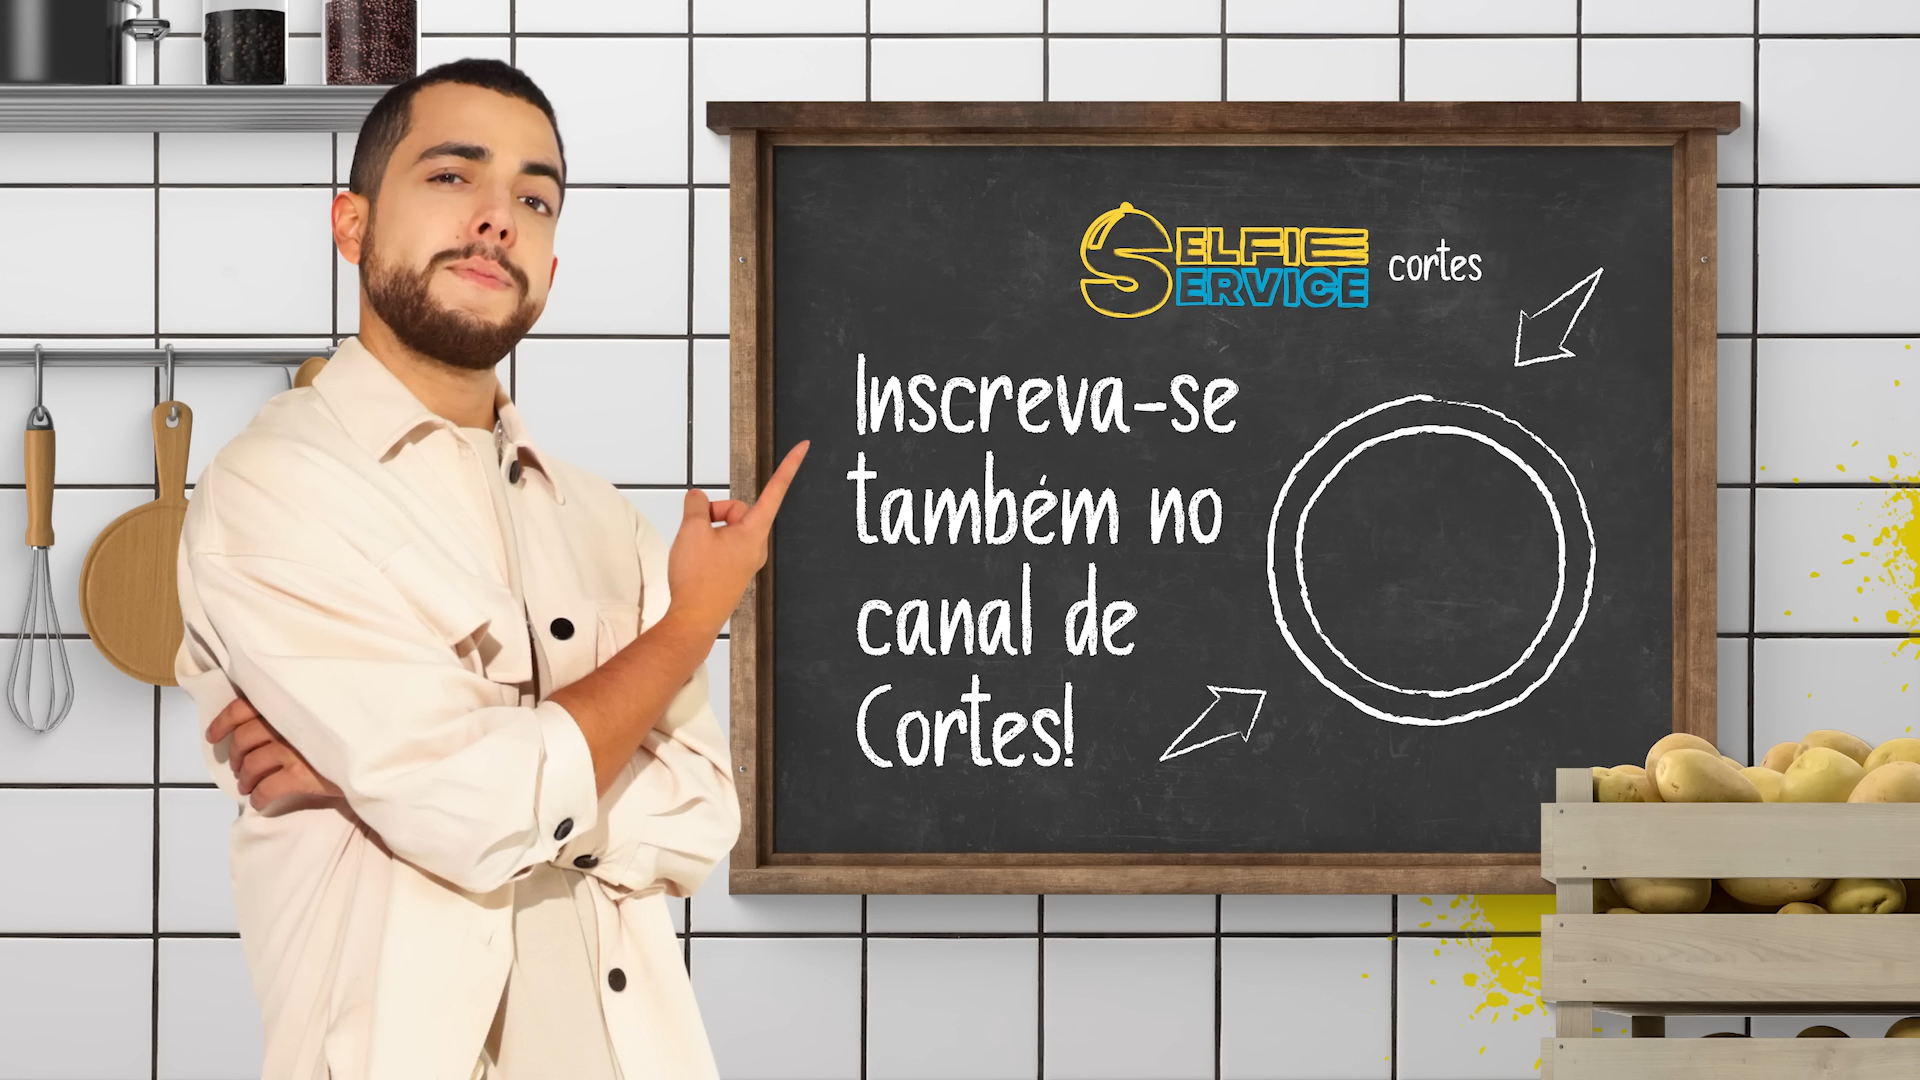 SELFIE
SERVICE
cortes
Inscreva-se
também no
canal de
Cortes!